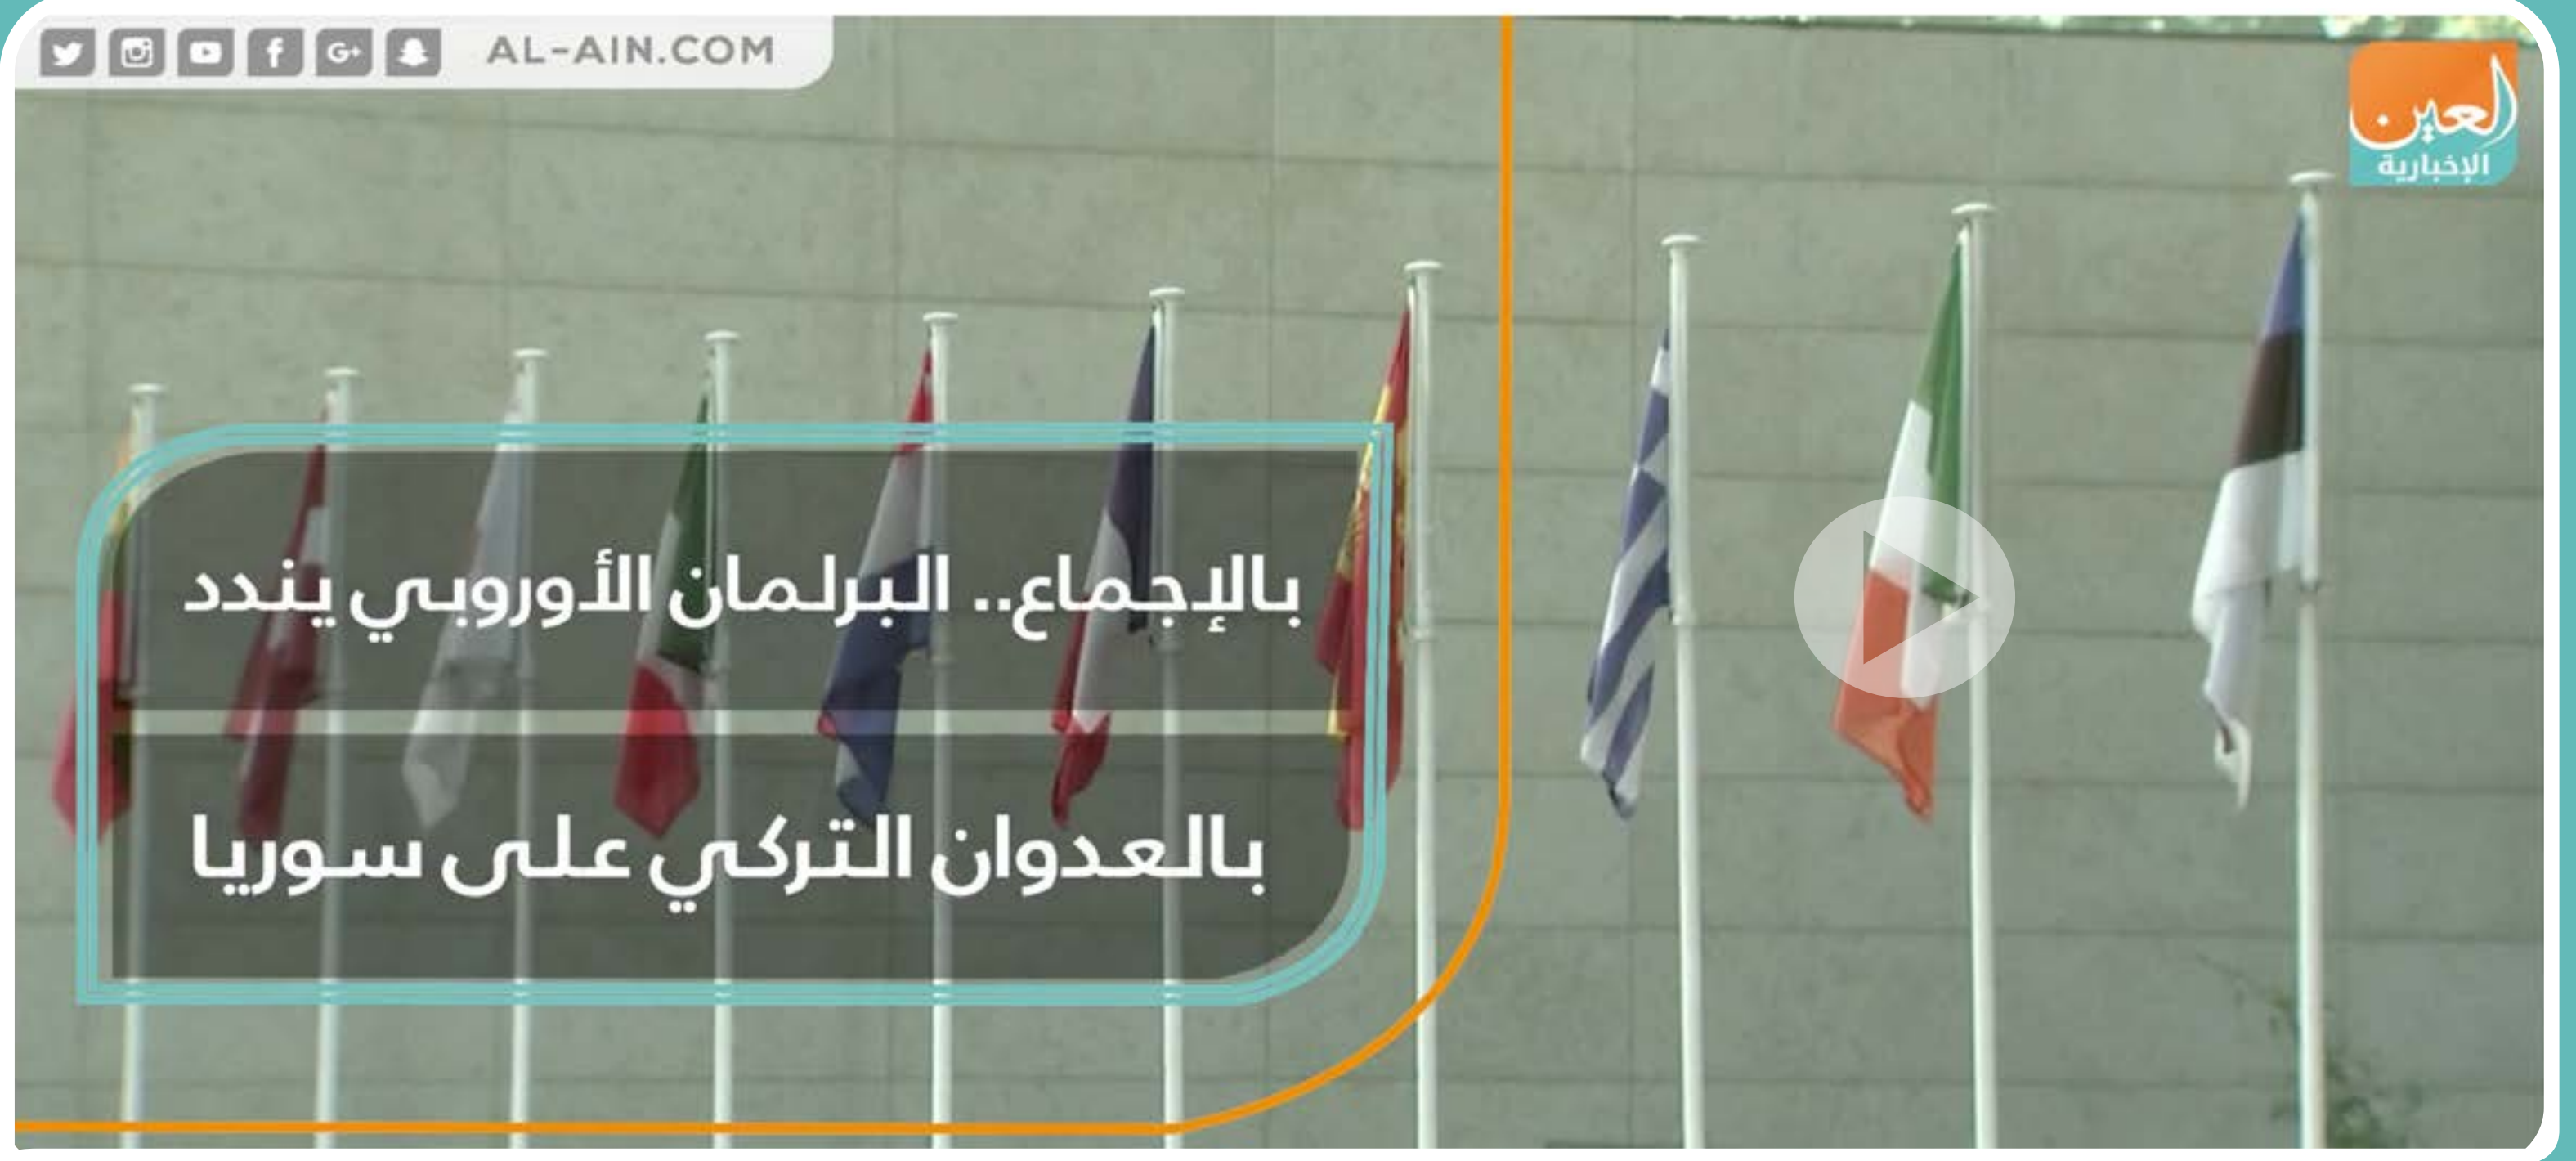 AL-AIN.COM
العين
الإخبارية
بالإجماع.. البرلمان الأوروبي يندد
بالعدوان التركي على سوريا